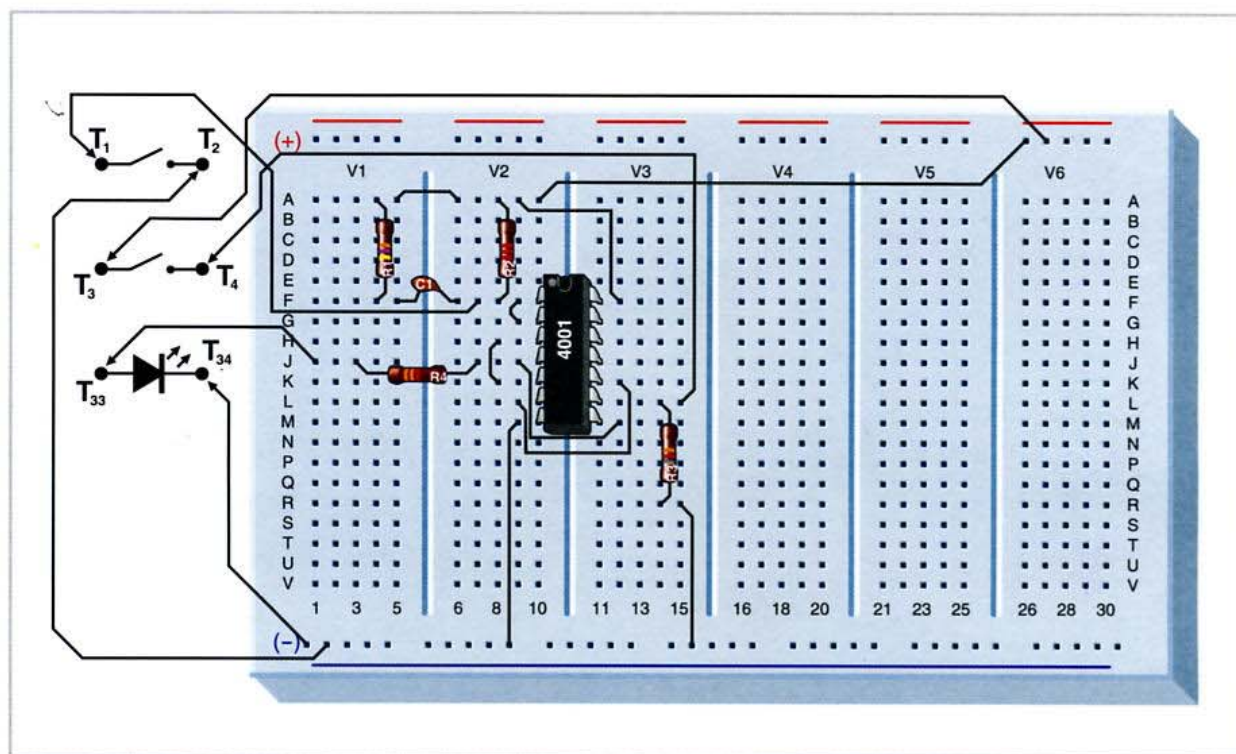 (+)
V1 V2 V3 V4 V5 V6
T1 T2
T3 T4
T33 T34
A A
B B
C C
D D
E E
F F
G G
H H
J J
K K
L L
M M
N N
P P
Q Q
R R
S S
T T
U U
V V
R1
C1
R2
4001
R4
R3
1 3 5 6 8 10 11 13 15 16 18 20 21 23 25 26 28 30
(-)